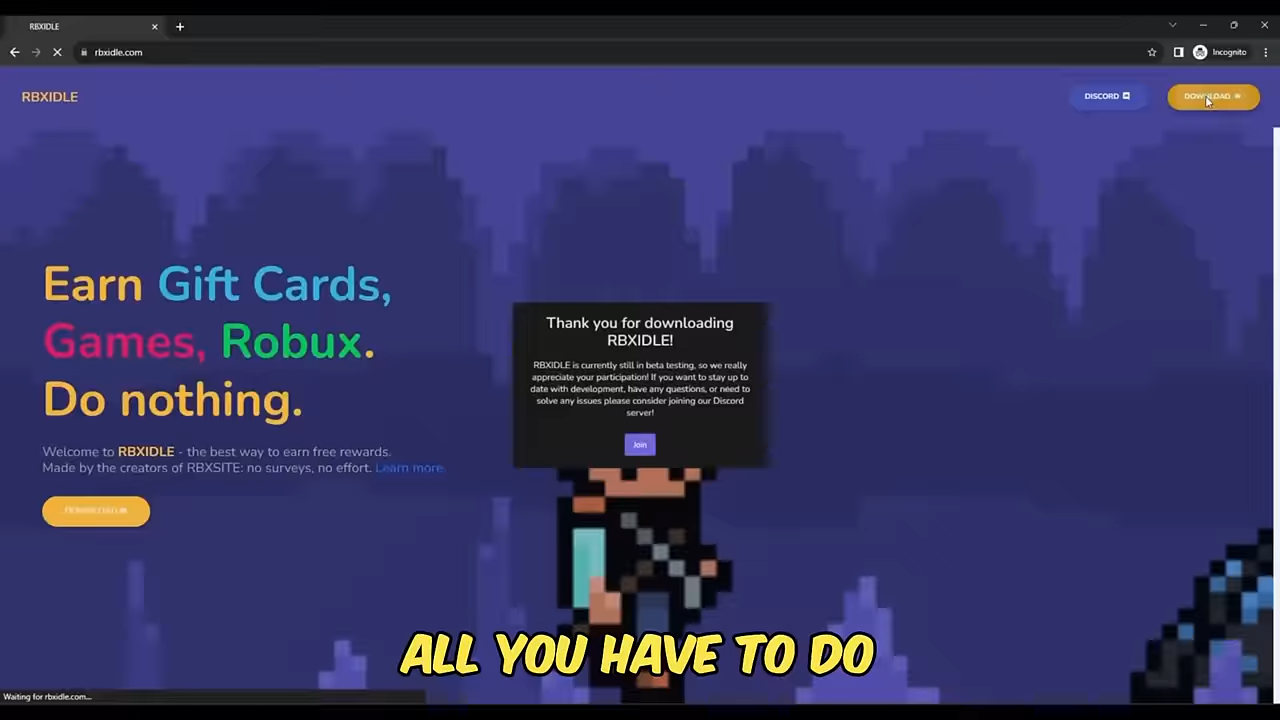 RBXIDLE
rbxidle.com
Incognito
RBXIDLE
DISCORD
DOWNLOAD
Earn Gift Cards,
Games, Robux.
Do nothing.
Welcome to RBXIDLE - the best way to earn free rewards.
Made by the creators of RBXSITE: no surveys, no effort. Learn more.
DOWNLOAD
Thank you for downloading
RBXIDLE!
RBXIDLE is currently still in beta testing, so we really
appreciate your participation! If you want to stay up to
date with development, have any questions, or need to
solve any issues please consider joining our Discord
server!
Join
ALL YOU HAVE TO DO
Waiting for rbxidle.com...